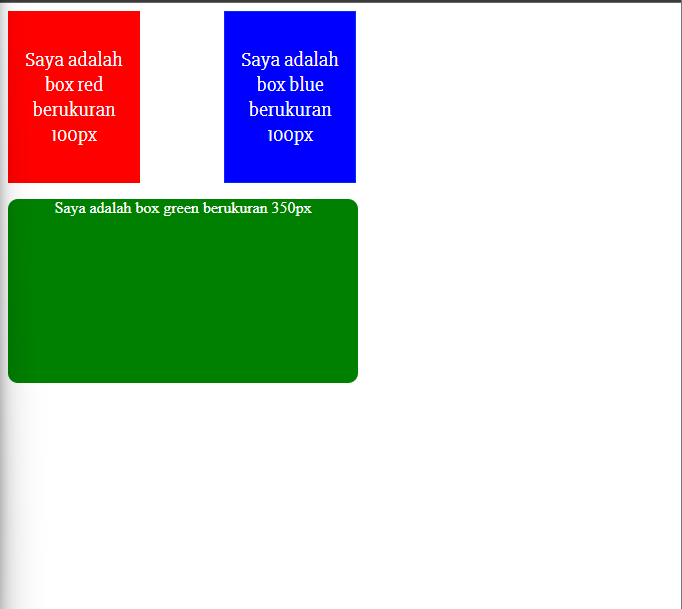 Saya adalah
box red
berukuran
100px
Saya adalah
box blue
berukuran
100px
Saya adalah box green berukuran 350px